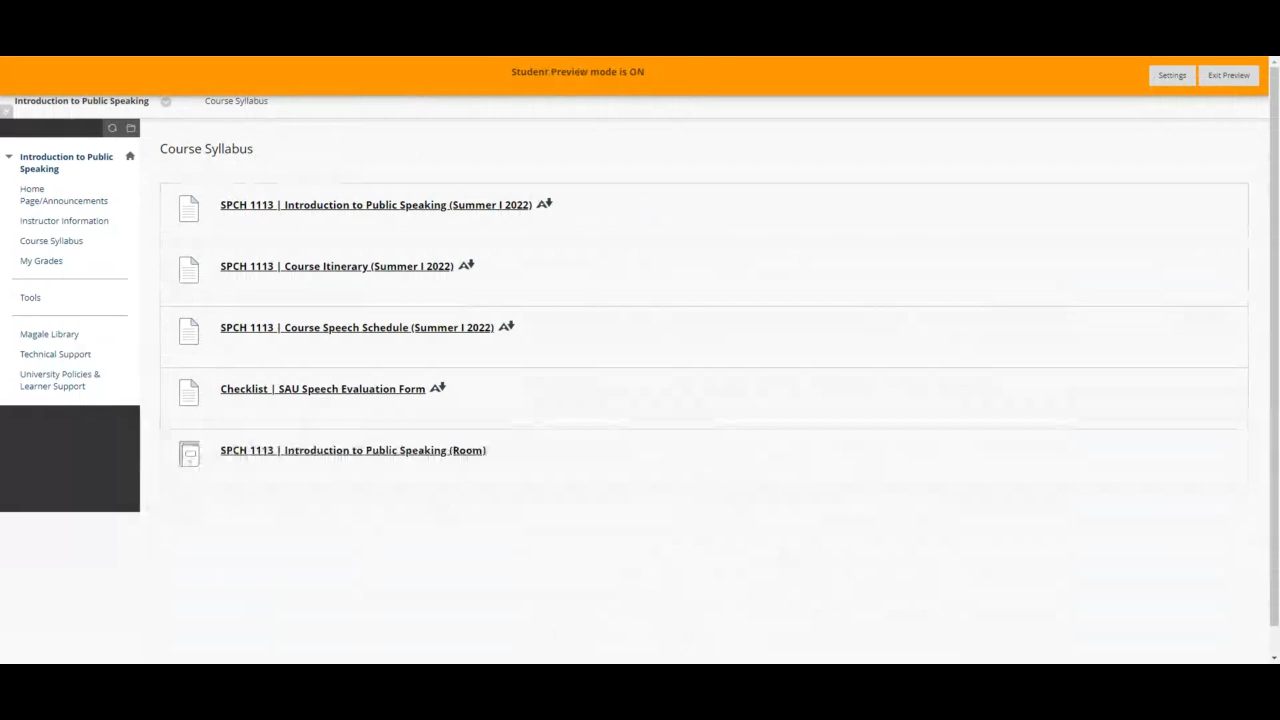 Student Preview mode is ON
Settings
Exit Preview
Introduction to Public Speaking
Course Syllabus
Introduction to Public
Speaking
Home
Page/Announcements
Instructor Information
Course Syllabus
My Grades
Tools
Magale Library
Technical Support
University Policies &
Learner Support
Course Syllabus
SPCH 1113 | Introduction to Public Speaking (Summer I 2022)
SPCH 1113 | Course Itinerary (Summer I 2022)
SPCH 1113 | Course Speech Schedule (Summer I 2022)
Checklist | SAU Speech Evaluation Form
SPCH 1113 | Introduction to Public Speaking (Room)